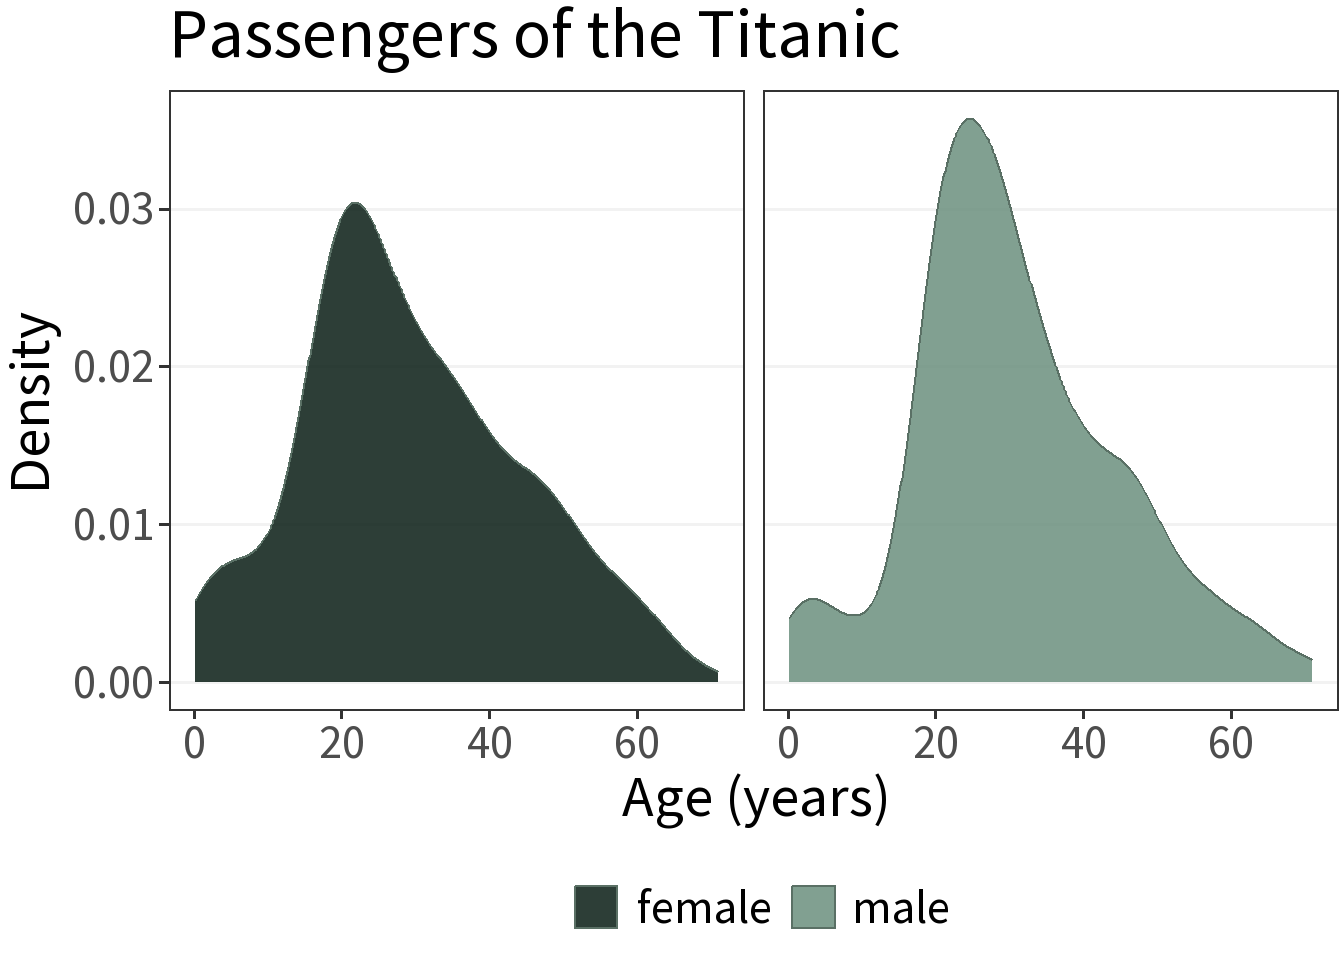 Passengers of the Titanic
Density
0.03
0.02
0.01
0.00
0 20 40 60 0 20 40 60
Age (years)
female male